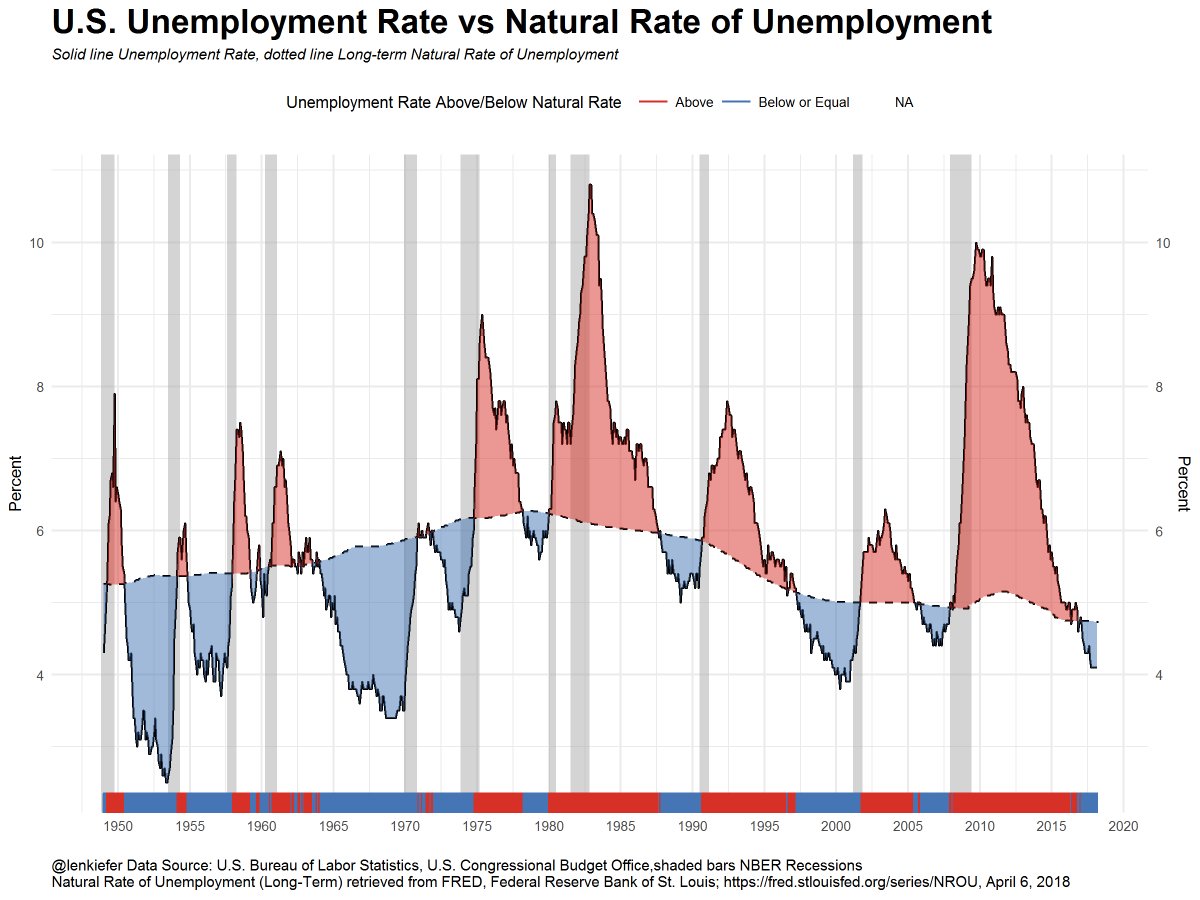 U.S. Unemployment Rate vs Natural Rate of Unemployment
Solid line Unemployment Rate, dotted line Long-term Natural Rate of Unemployment
Unemployment Rate Above/Below Natural Rate Above Below or Equal NA
10 10
8 8
6 6
4 4
Percent
Percent
1950 1955 1960 1965 1970 1975 1980 1985 1990 1995 2000 2005 2010 2015 2020
@lenkiefer Data Source: U.S. Bureau of Labor Statistics, U.S. Congressional Budget Office,shaded bars NBER Recessions
Natural Rate of Unemployment (Long-Term) retrieved from FRED, Federal Reserve Bank of St. Louis; https://fred.stlouisfed.org/series/NROU, April 6, 2018